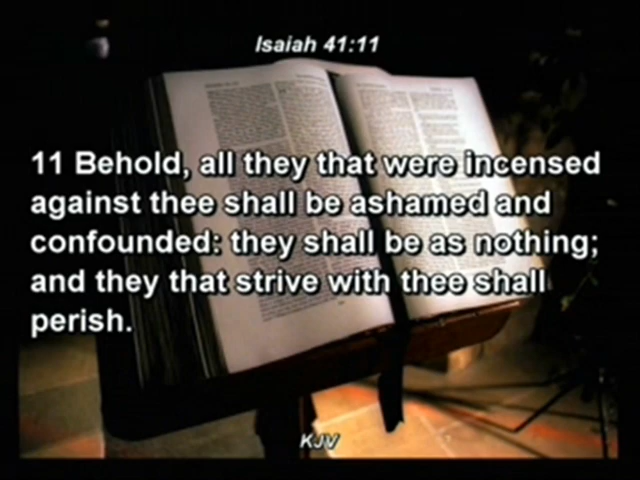 Isaiah 41:11
11 Behold, all they that were incensed
against thee shall be ashamed and
confounded: they shall be as nothing;
and they that strive with thee shall
perish.
KJV